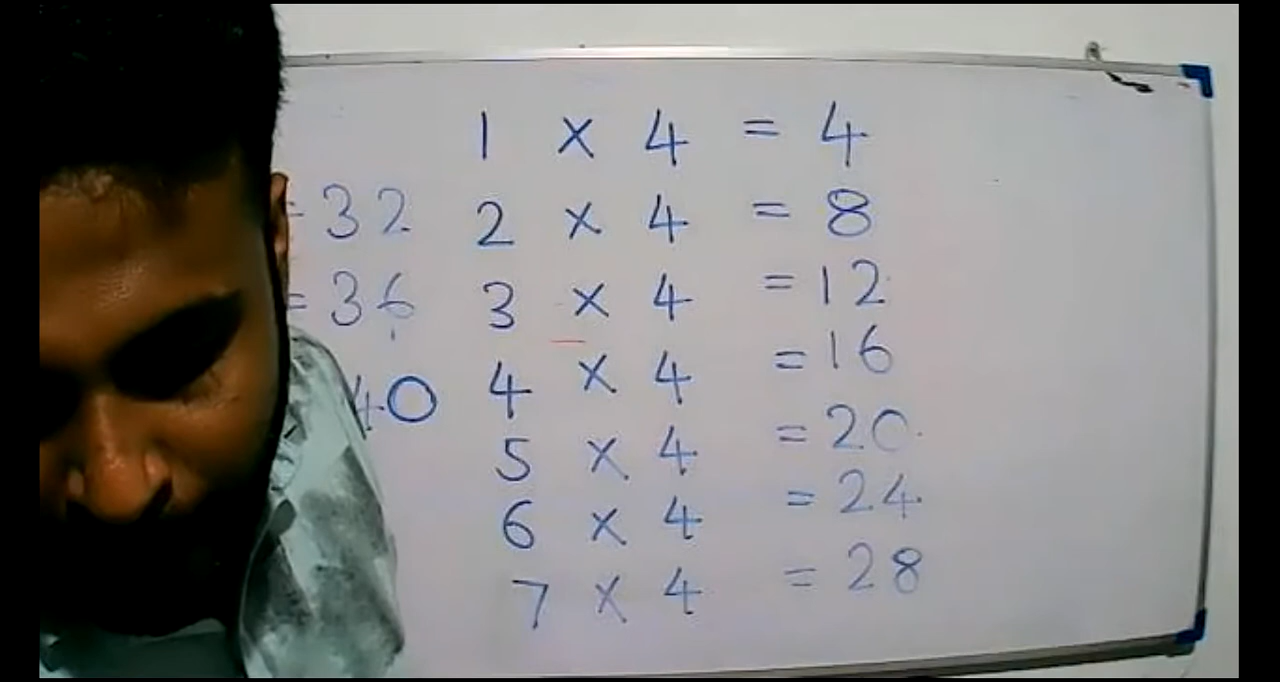 1 × 4 = 4
2 × 4 = 8
3 × 4 = 12
4 × 4 = 16
5 × 4 = 20
6 × 4 = 24
7 × 4 = 28
= 32
= 36
40